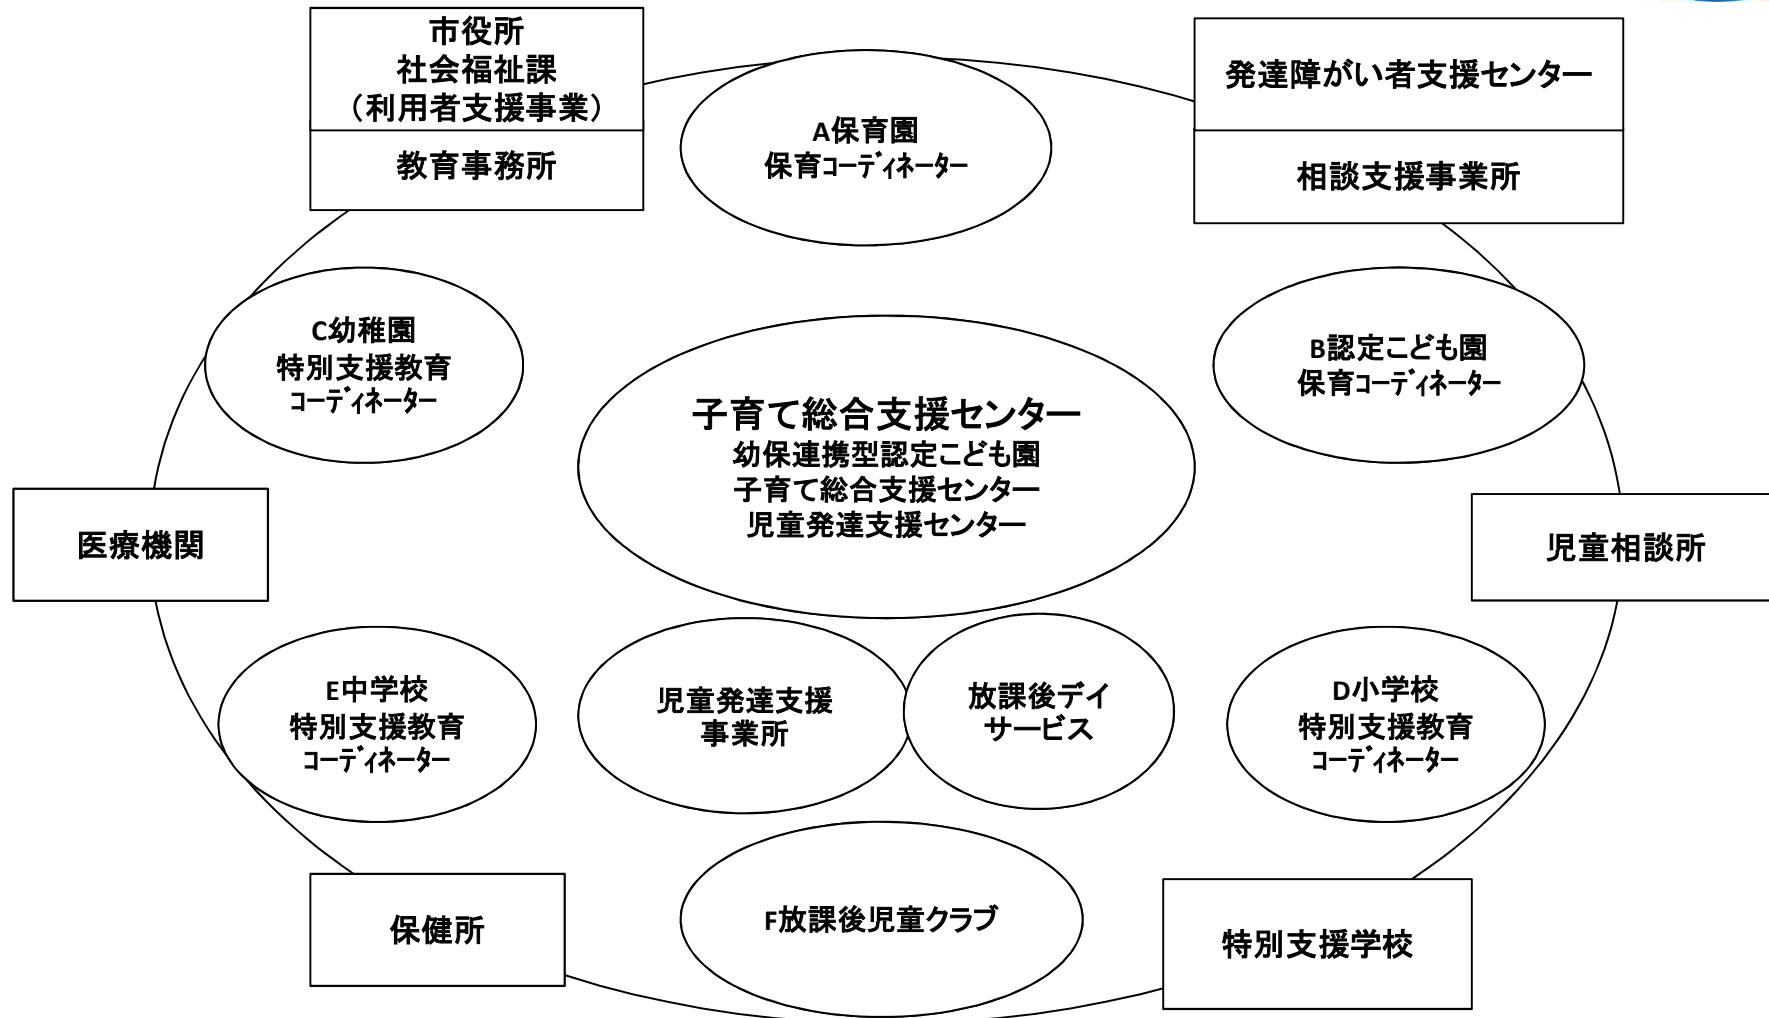 市役所
社会福祉課
（利用者支援事業）
教育事務所
発達障がい者支援センター
相談支援事業所
A保育園
保育ｺｰﾃﾞｨﾈｰﾀｰ
C幼稚園
特別支援教育
ｺｰﾃﾞｨﾈｰﾀｰ
B認定こども園
保育ｺｰﾃﾞｨﾈｰﾀｰ
子育て総合支援センター
幼保連携型認定こども園
子育て総合支援センター
児童発達支援センター
医療機関
児童相談所
E中学校
特別支援教育
ｺｰﾃﾞｨﾈｰﾀｰ
児童発達支援
事業所
放課後デイ
サービス
D小学校
特別支援教育
ｺｰﾃﾞｨﾈｰﾀｰ
保健所
F放課後児童クラブ
特別支援学校